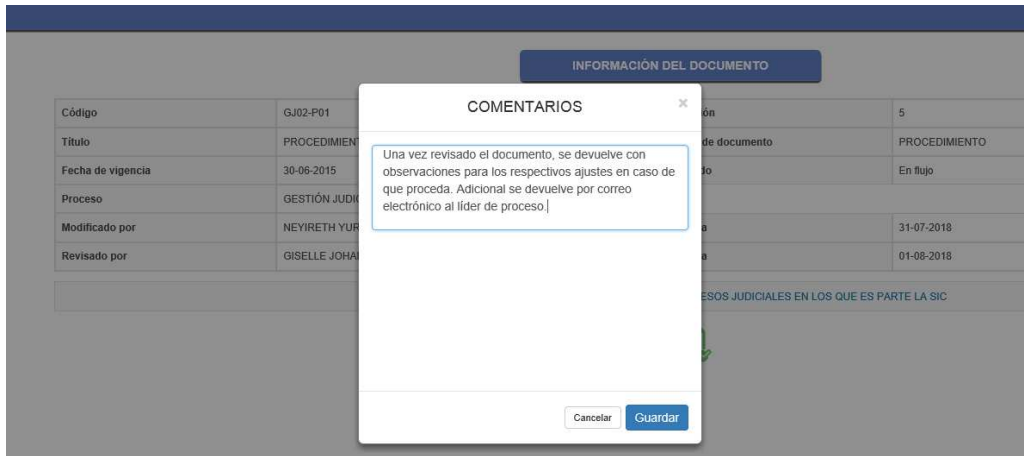 INFORMACIÓN DEL DOCUMENTO
COMENTARIOS ×
Código GJ02-P01 ón 5
Título PROCEDIMIENT de documento PROCEDIMIENTO
Una vez revisado el documento, se devuelve con
observaciones para los respectivos ajustes en caso de
que proceda. Adicional se devuelve por correo
electrónico al líder de proceso.
Fecha de vigencia 30-06-2015 do En flujo
Proceso GESTIÓN JUDIC
Modificado por NEYIRETH YUR a 31-07-2018
Revisado por GISELLE JOHA a 01-08-2018
ESOS JUDICIALES EN LOS QUE ES PARTE LA SIC
Cancelar Guardar